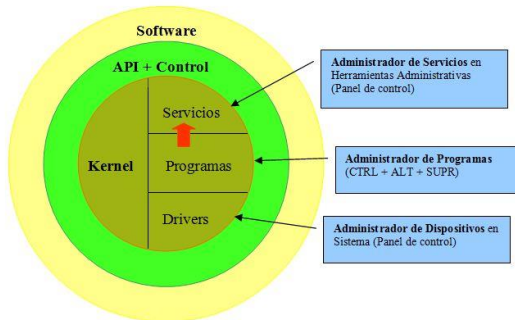 Software
API + Control
Servicios
Kernel
Programas
Drivers
Administrador de Servicios en
Herramientas Administrativas
(Panel de control)
Administrador de Programas
(CTRL + ALT + SUPR)
Administrador de Dispositivos en
Sistema (Panel de control)